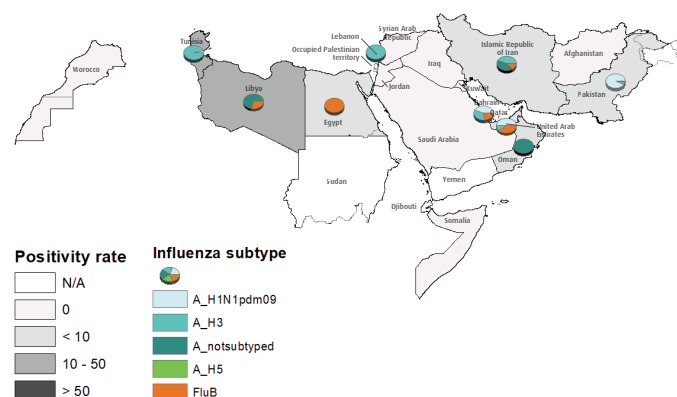 Tunisia
Lebanon
Syrian Arab
Republic
Occupied Palestinian
territory
Islamic Republic
of Iran
Afghanistan
Morocco
Iraq
Jordan
Libya
Kuwait
Pakistan
Bahrain
Qatar
Egypt
United Arab
Emirates
Saudi Arabia
Oman
Sudan
Yemen
Djibouti
Somalia
Positivity rate
N/A
0
< 10
10 - 50
> 50
Influenza subtype
A_H1N1pdm09
A_H3
A_notsubtyped
A_H5
FluB